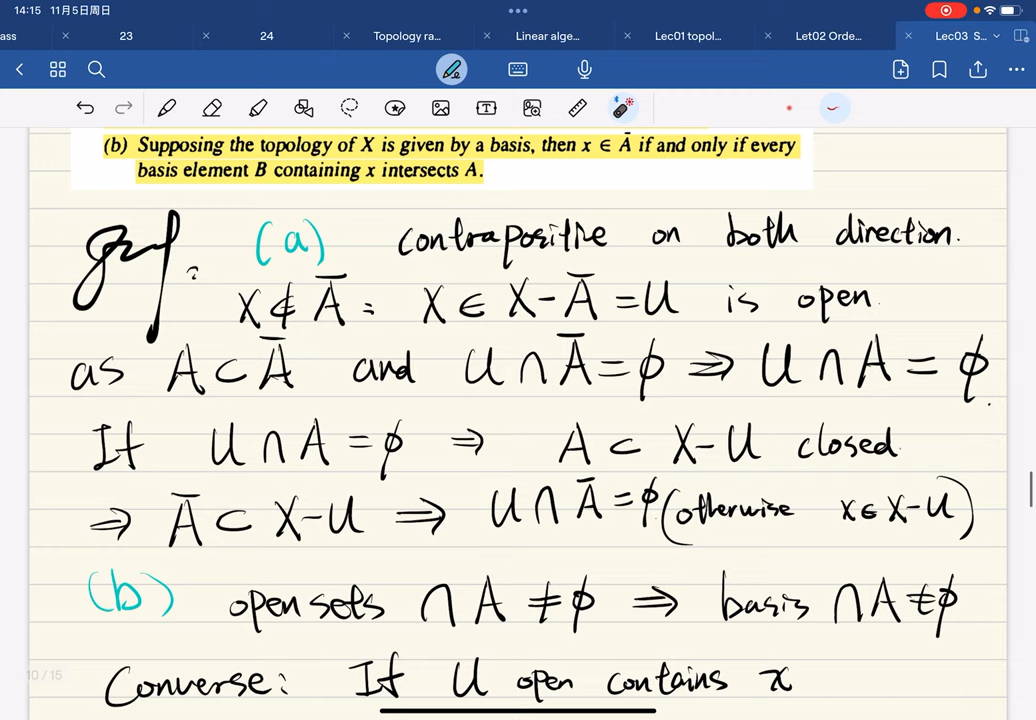 14:15 11月5日周日
ass 23 24 Topology ra... Linear alge... Lec01 topol... Let02 Orde... Lec03 S...
(b) Supposing the topology of X is given by a basis, then x ∈ Ā if and only if every
basis element B containing x intersects A.
proof: (a) contrapositie on both direction.
x ∉ Ā : x ∈ X - Ā = U is open.
as A ⊂ Ā and U ∩ Ā = ϕ ⇒ U ∩ A = ϕ.
If U ∩ A = ϕ ⇒ A ⊂ X - U closed.
⇒ Ā ⊂ X - U ⇒ U ∩ Ā = ϕ. (otherwise x ∈ X - U)
(b) open sets ∩ A ≠ ϕ ⇒ basis ∩ A ≠ ϕ
10/15
Converse: If U open contains x